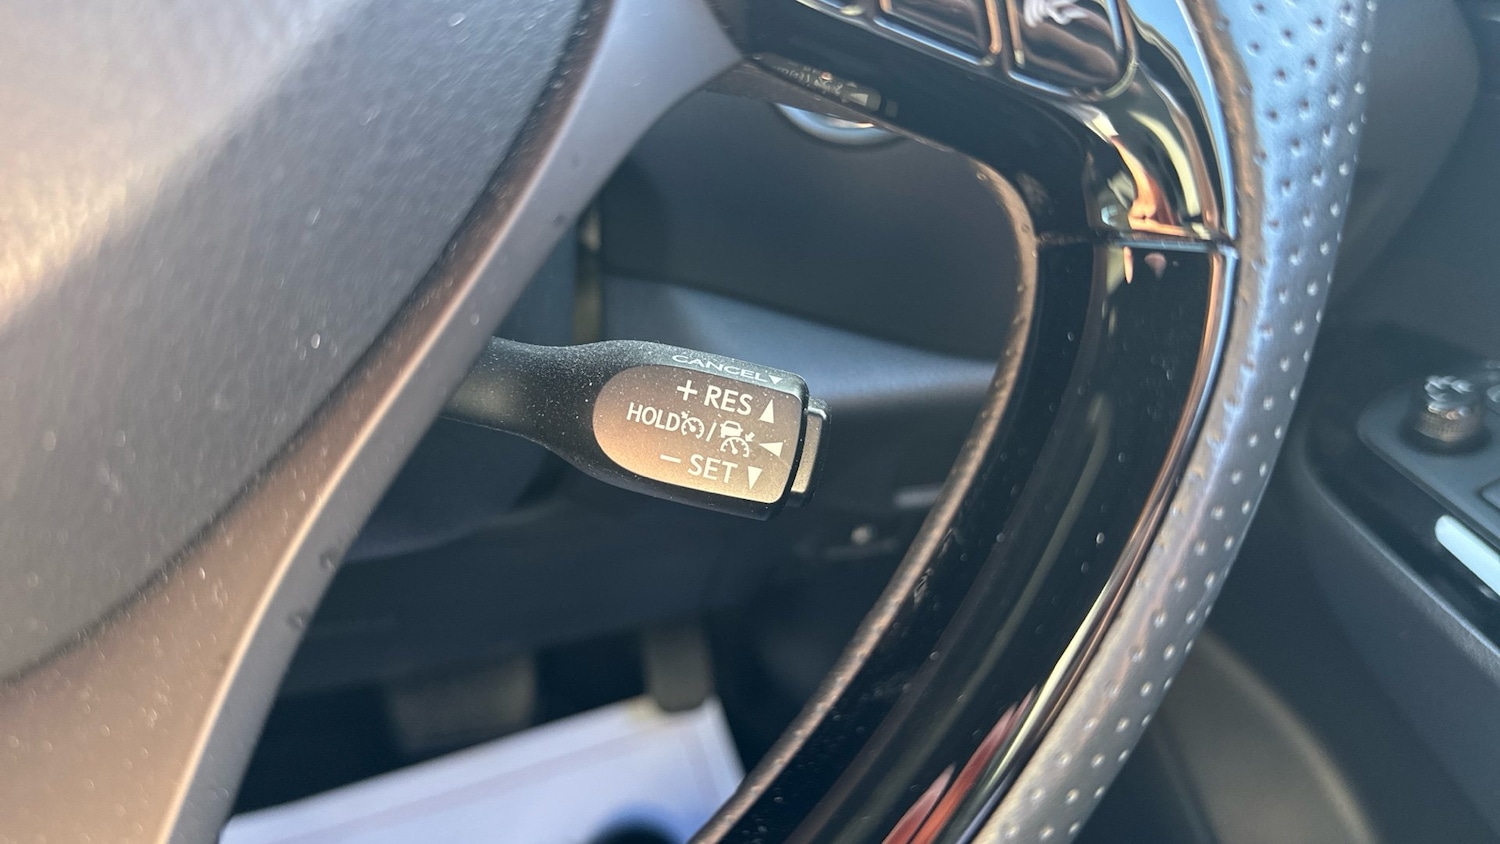 CANCEL▼
+ RES ▲
HOLD / ◀
− SET ▼